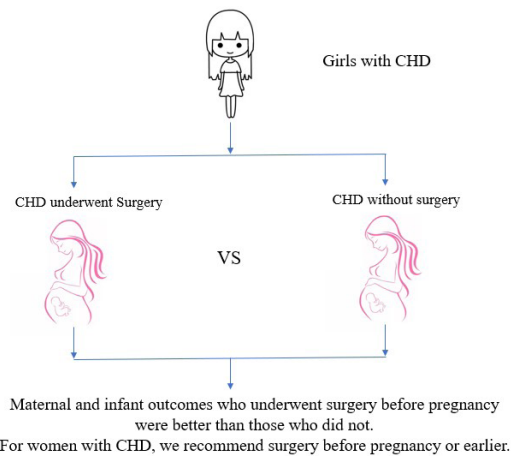 Girls with CHD
CHD underwent Surgery
CHD without surgery
VS
Maternal and infant outcomes who underwent surgery before pregnancy
were better than those who did not.
For women with CHD, we recommend surgery before pregnancy or earlier.